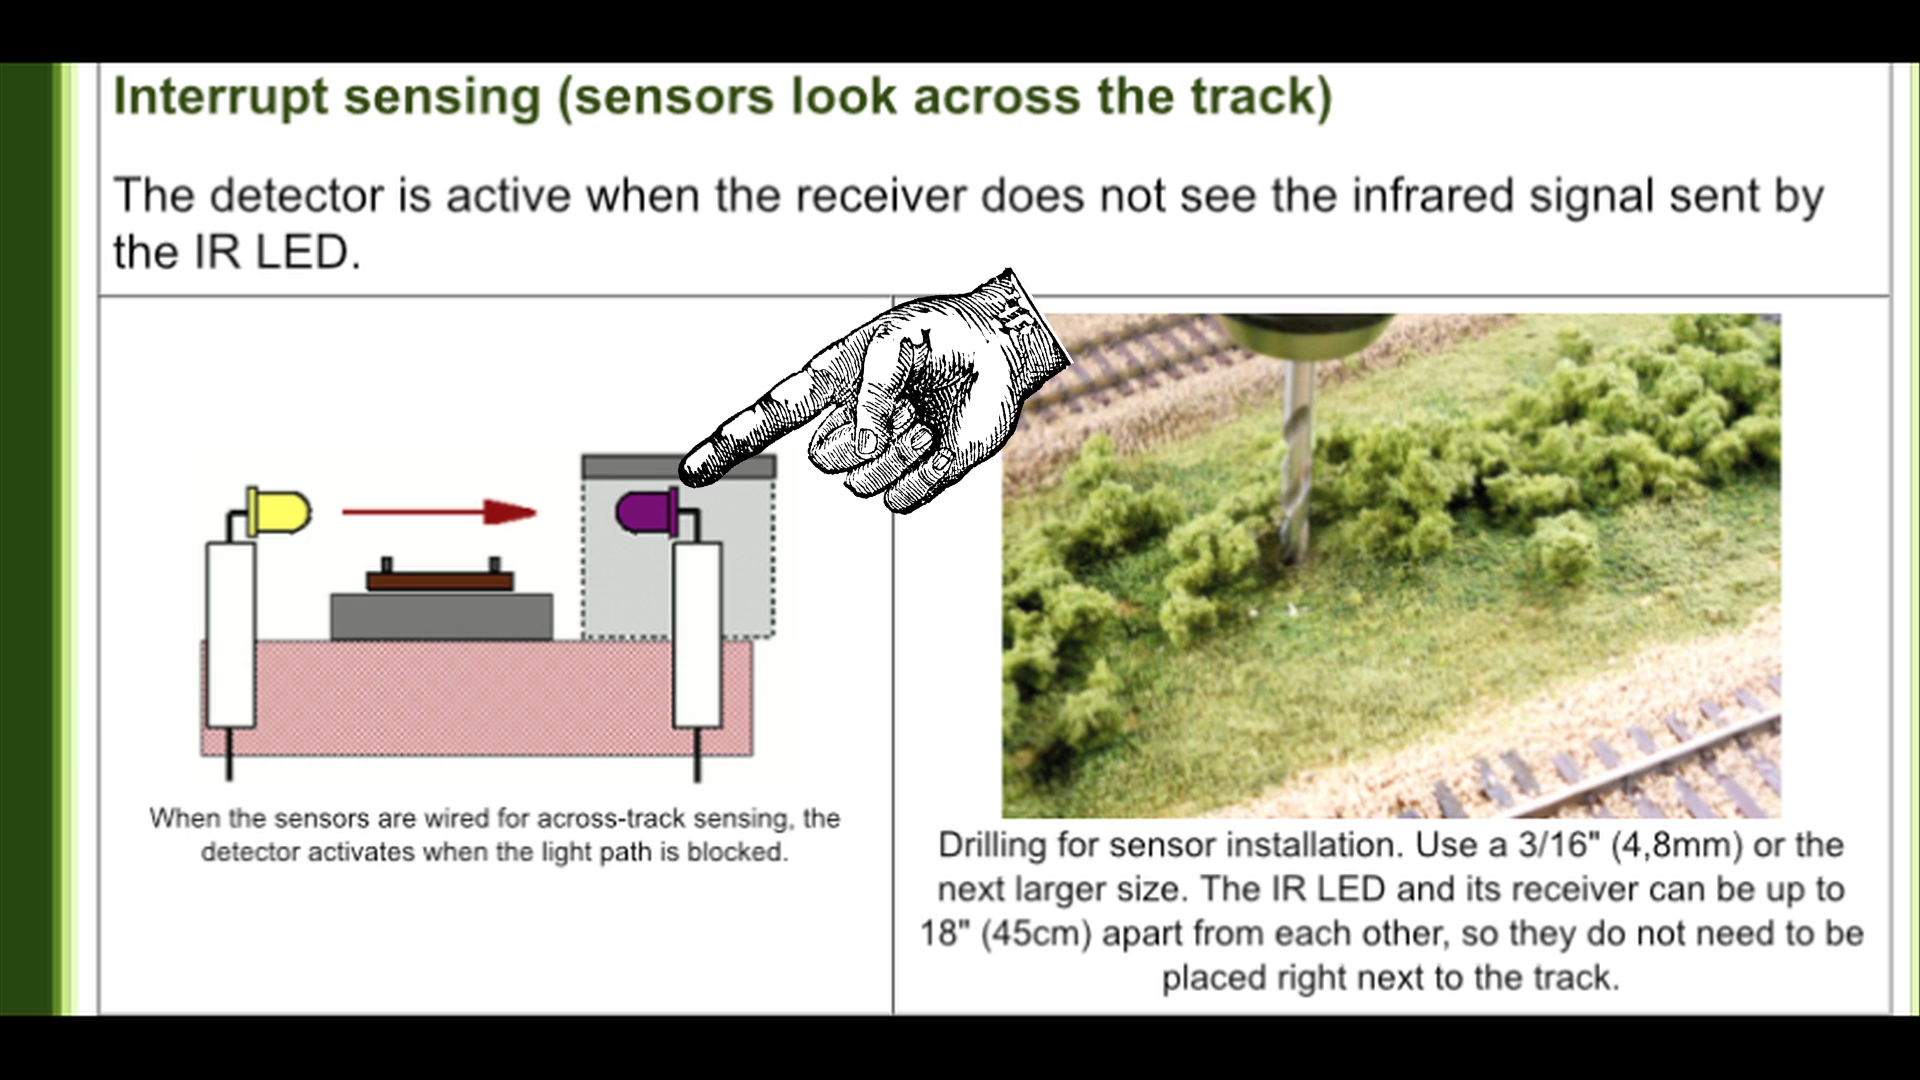 Interrupt sensing (sensors look across the track)
The detector is active when the receiver does not see the infrared signal sent by
the IR LED.
When the sensors are wired for across-track sensing, the
detector activates when the light path is blocked.
Drilling for sensor installation. Use a 3/16" (4,8mm) or the
next larger size. The IR LED and its receiver can be up to
18" (45cm) apart from each other, so they do not need to be
placed right next to the track.